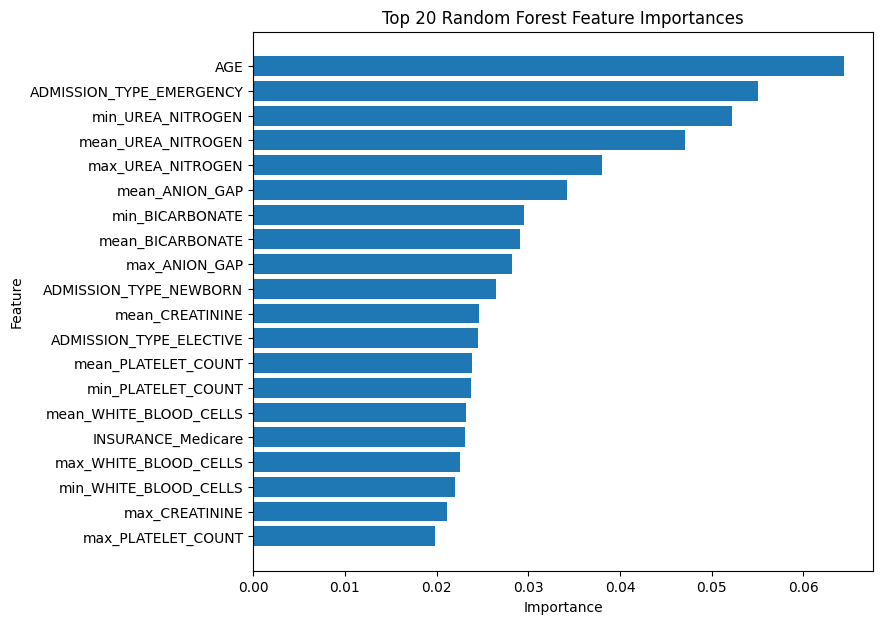 Top 20 Random Forest Feature Importances
AGE
ADMISSION_TYPE_EMERGENCY
min_UREA_NITROGEN
mean_UREA_NITROGEN
max_UREA_NITROGEN
mean_ANION_GAP
min_BICARBONATE
mean_BICARBONATE
max_ANION_GAP
ADMISSION_TYPE_NEWBORN
mean_CREATININE
ADMISSION_TYPE_ELECTIVE
mean_PLATELET_COUNT
min_PLATELET_COUNT
mean_WHITE_BLOOD_CELLS
INSURANCE_Medicare
max_WHITE_BLOOD_CELLS
min_WHITE_BLOOD_CELLS
max_CREATININE
max_PLATELET_COUNT
Feature
0.00 0.01 0.02 0.03 0.04 0.05 0.06
Importance